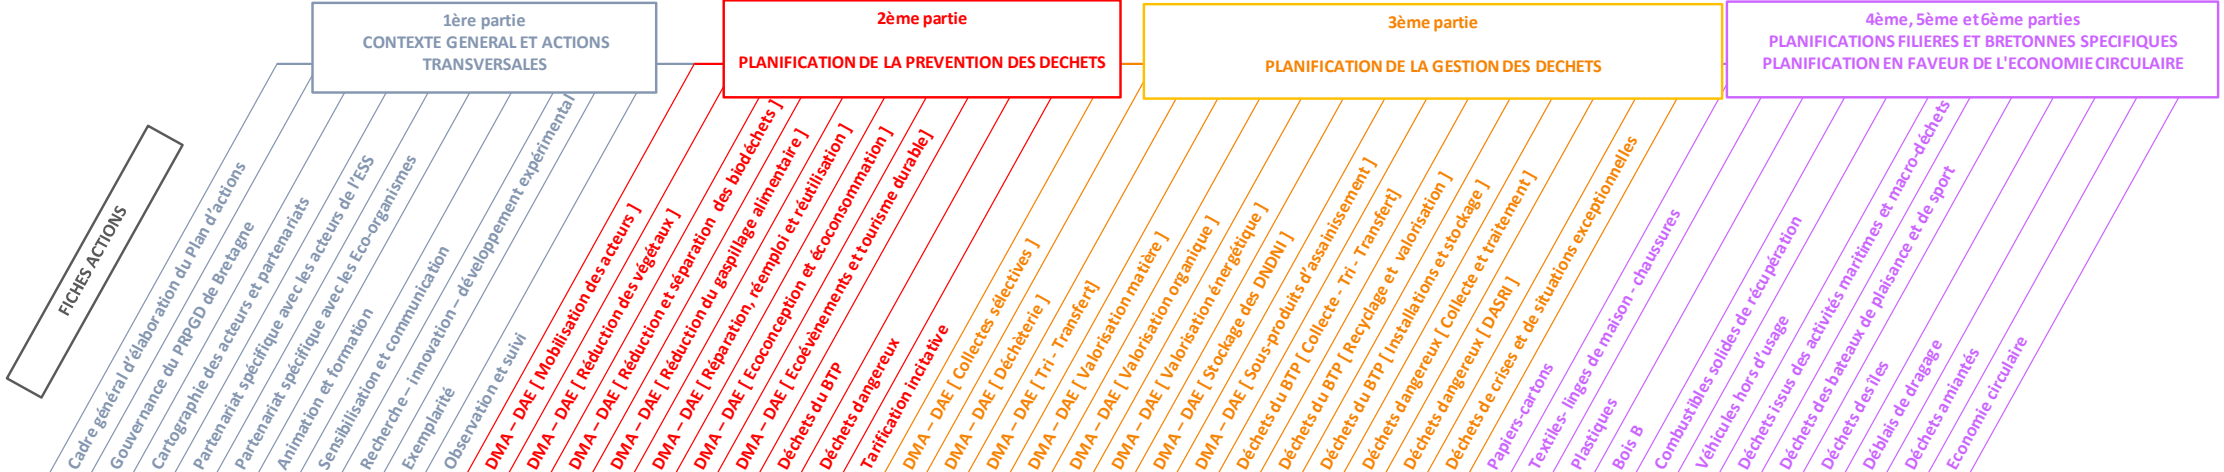 1ère partie
CONTEXTE GENERAL ET ACTIONS
TRANSVERSALES
2ème partie
PLANIFICATION DE LA PREVENTION DES DECHETS
3ème partie
PLANIFICATION DE LA GESTION DES DECHETS
4ème, 5ème et 6ème parties
PLANIFICATIONS FILIERES ET BRETONNES SPECIFIQUES
PLANIFICATION EN FAVEUR DE L'ECONOMIE CIRCULAIRE
FICHES ACTIONS
Cadre général d'élaboration du Plan d'actions
Gouvernance du PRPGD de Bretagne
Cartographie des acteurs et partenariats
Partenariat spécifique avec les acteurs de l'ESS
Partenariat spécifique avec les Eco-organismes
Animation et formation
Sensibilisation et communication
Recherche – innovation – développement expérimental
Exemplarité
Observation et suivi
DMA – DAE [ Mobilisation des acteurs ]
DMA – DAE [ Réduction des végétaux ]
DMA – DAE [ Réduction et séparation des biodéchets ]
DMA – DAE [ Réduction du gaspillage alimentaire ]
DMA – DAE [ Réparation, réemploi et réutilisation ]
DMA – DAE [ Ecoconception et écoconsommation ]
DMA – DAE [ Ecoévènements et tourisme durable]
Déchets du BTP
Déchets dangereux
Tarification incitative
DMA – DAE [ Collectes sélectives ]
DMA – DAE [ Déchèterie ]
DMA – DAE [ Tri - Transfert]
DMA – DAE [ Valorisation matière ]
DMA – DAE [ Valorisation organique ]
DMA – DAE [ Valorisation énergétique ]
DMA – DAE [ Stockage des DNDNI ]
DMA – DAE [ Sous-produits d'assainissement ]
Déchets du BTP [ Collecte - Tri - Transfert]
Déchets du BTP [ Recyclage et valorisation ]
Déchets du BTP [ Installations et stockage ]
Déchets dangereux [ Collecte et traitement ]
Déchets dangereux [ DASRI ]
Déchets de crises et de situations exceptionnelles
Papiers-cartons
Textiles- linges de maison - chaussures
Plastiques
Bois B
Combustibles solides de récupération
Véhicules hors d'usage
Déchets issus des activités maritimes et macro-déchets
Déchets des bateaux de plaisance et de sport
Déchets des îles
Déblais de dragage
Déchets amiantés
Economie circulaire